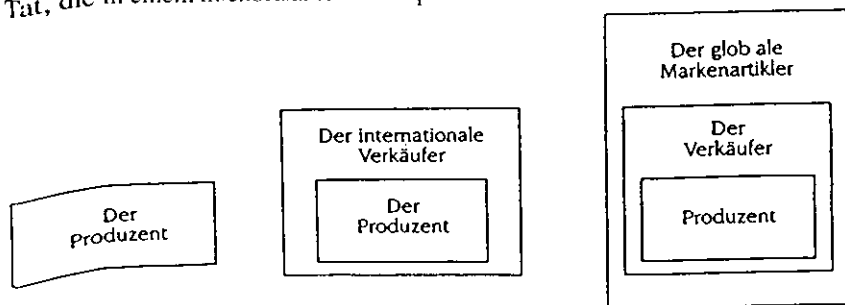 Tat, die in einem
Der
Produzent
Der internationale
Verkäufer
Der
Produzent
Der glob ale
Markenartikler
Der
Verkäufer
Produzent